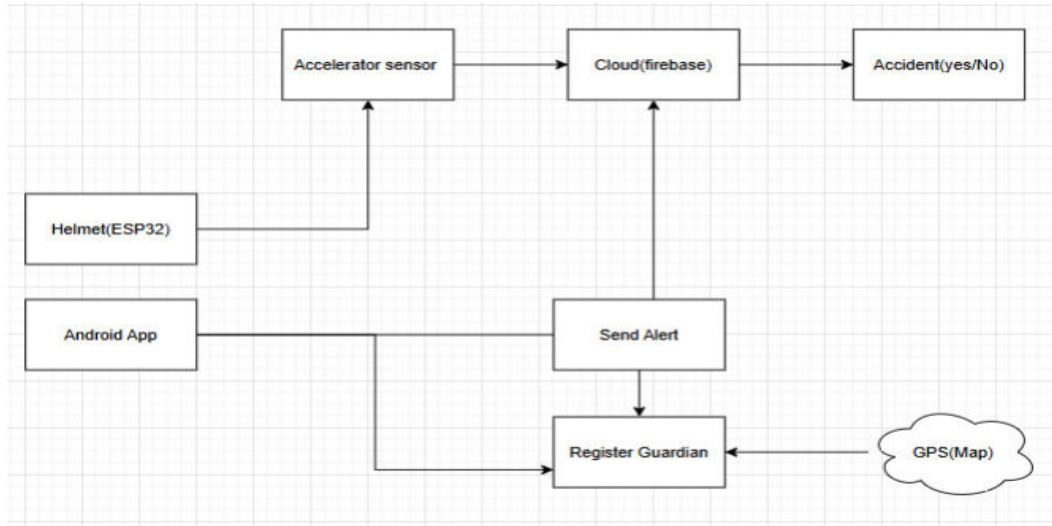 Accelerator sensor
Cloud(firebase)
Accident(yes/No)
Helmet(ESP32)
Android App
Send Alert
Register Guardian
GPS(Map)